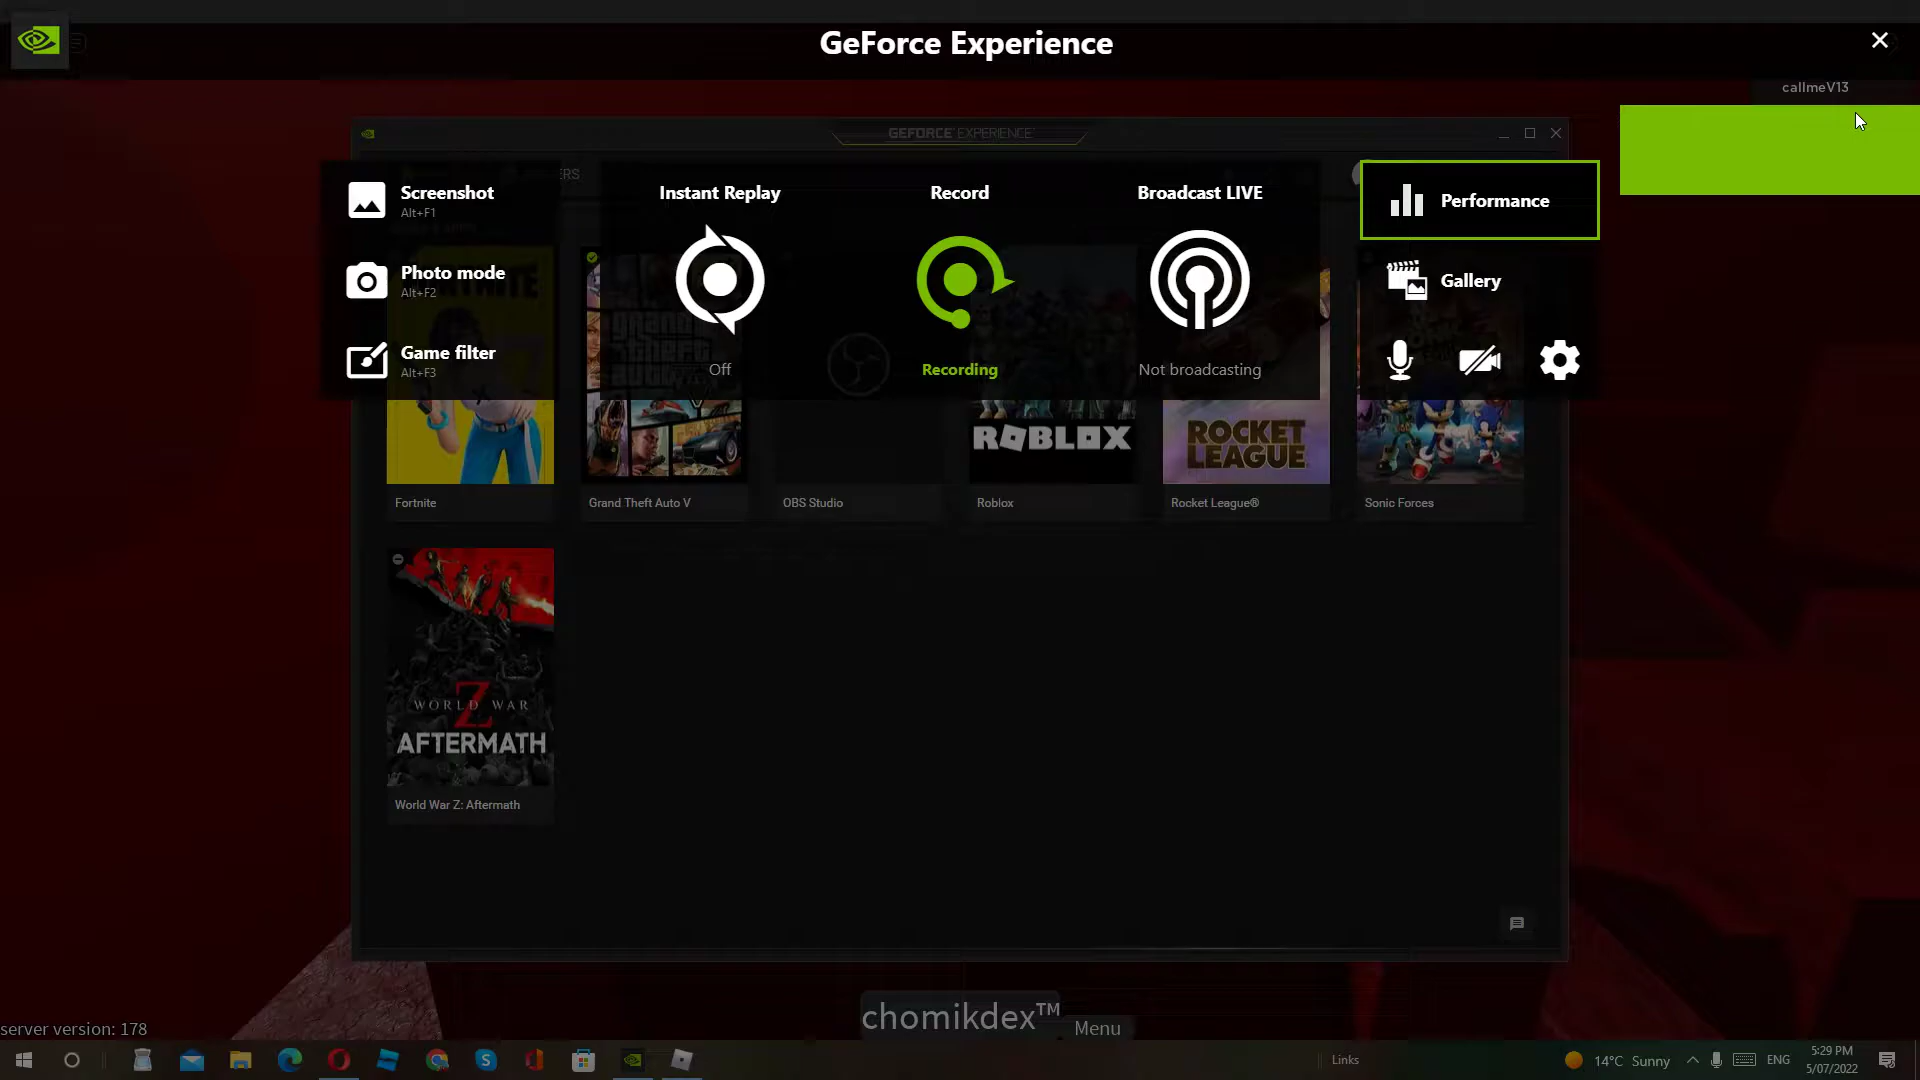 GeForce Experience
callmeV13
GEFORCE EXPERIENCE
Screenshot
Alt+F1
Instant Replay
Record
Broadcast LIVE
Performance
Photo mode
Alt+F2
Gallery
Game filter
Alt+F3
Off
Recording
Not broadcasting
ROBLOX
ROCKET
LEAGUE
Fortnite
Grand Theft Auto V
OBS Studio
Roblox
Rocket League®
Sonic Forces
WORLD WAR
Z
AFTERMATH
World War Z: Aftermath
chomikdex™
Menu
server version: 178
Links
14°C Sunny
ENG
5:29 PM
5/07/2022